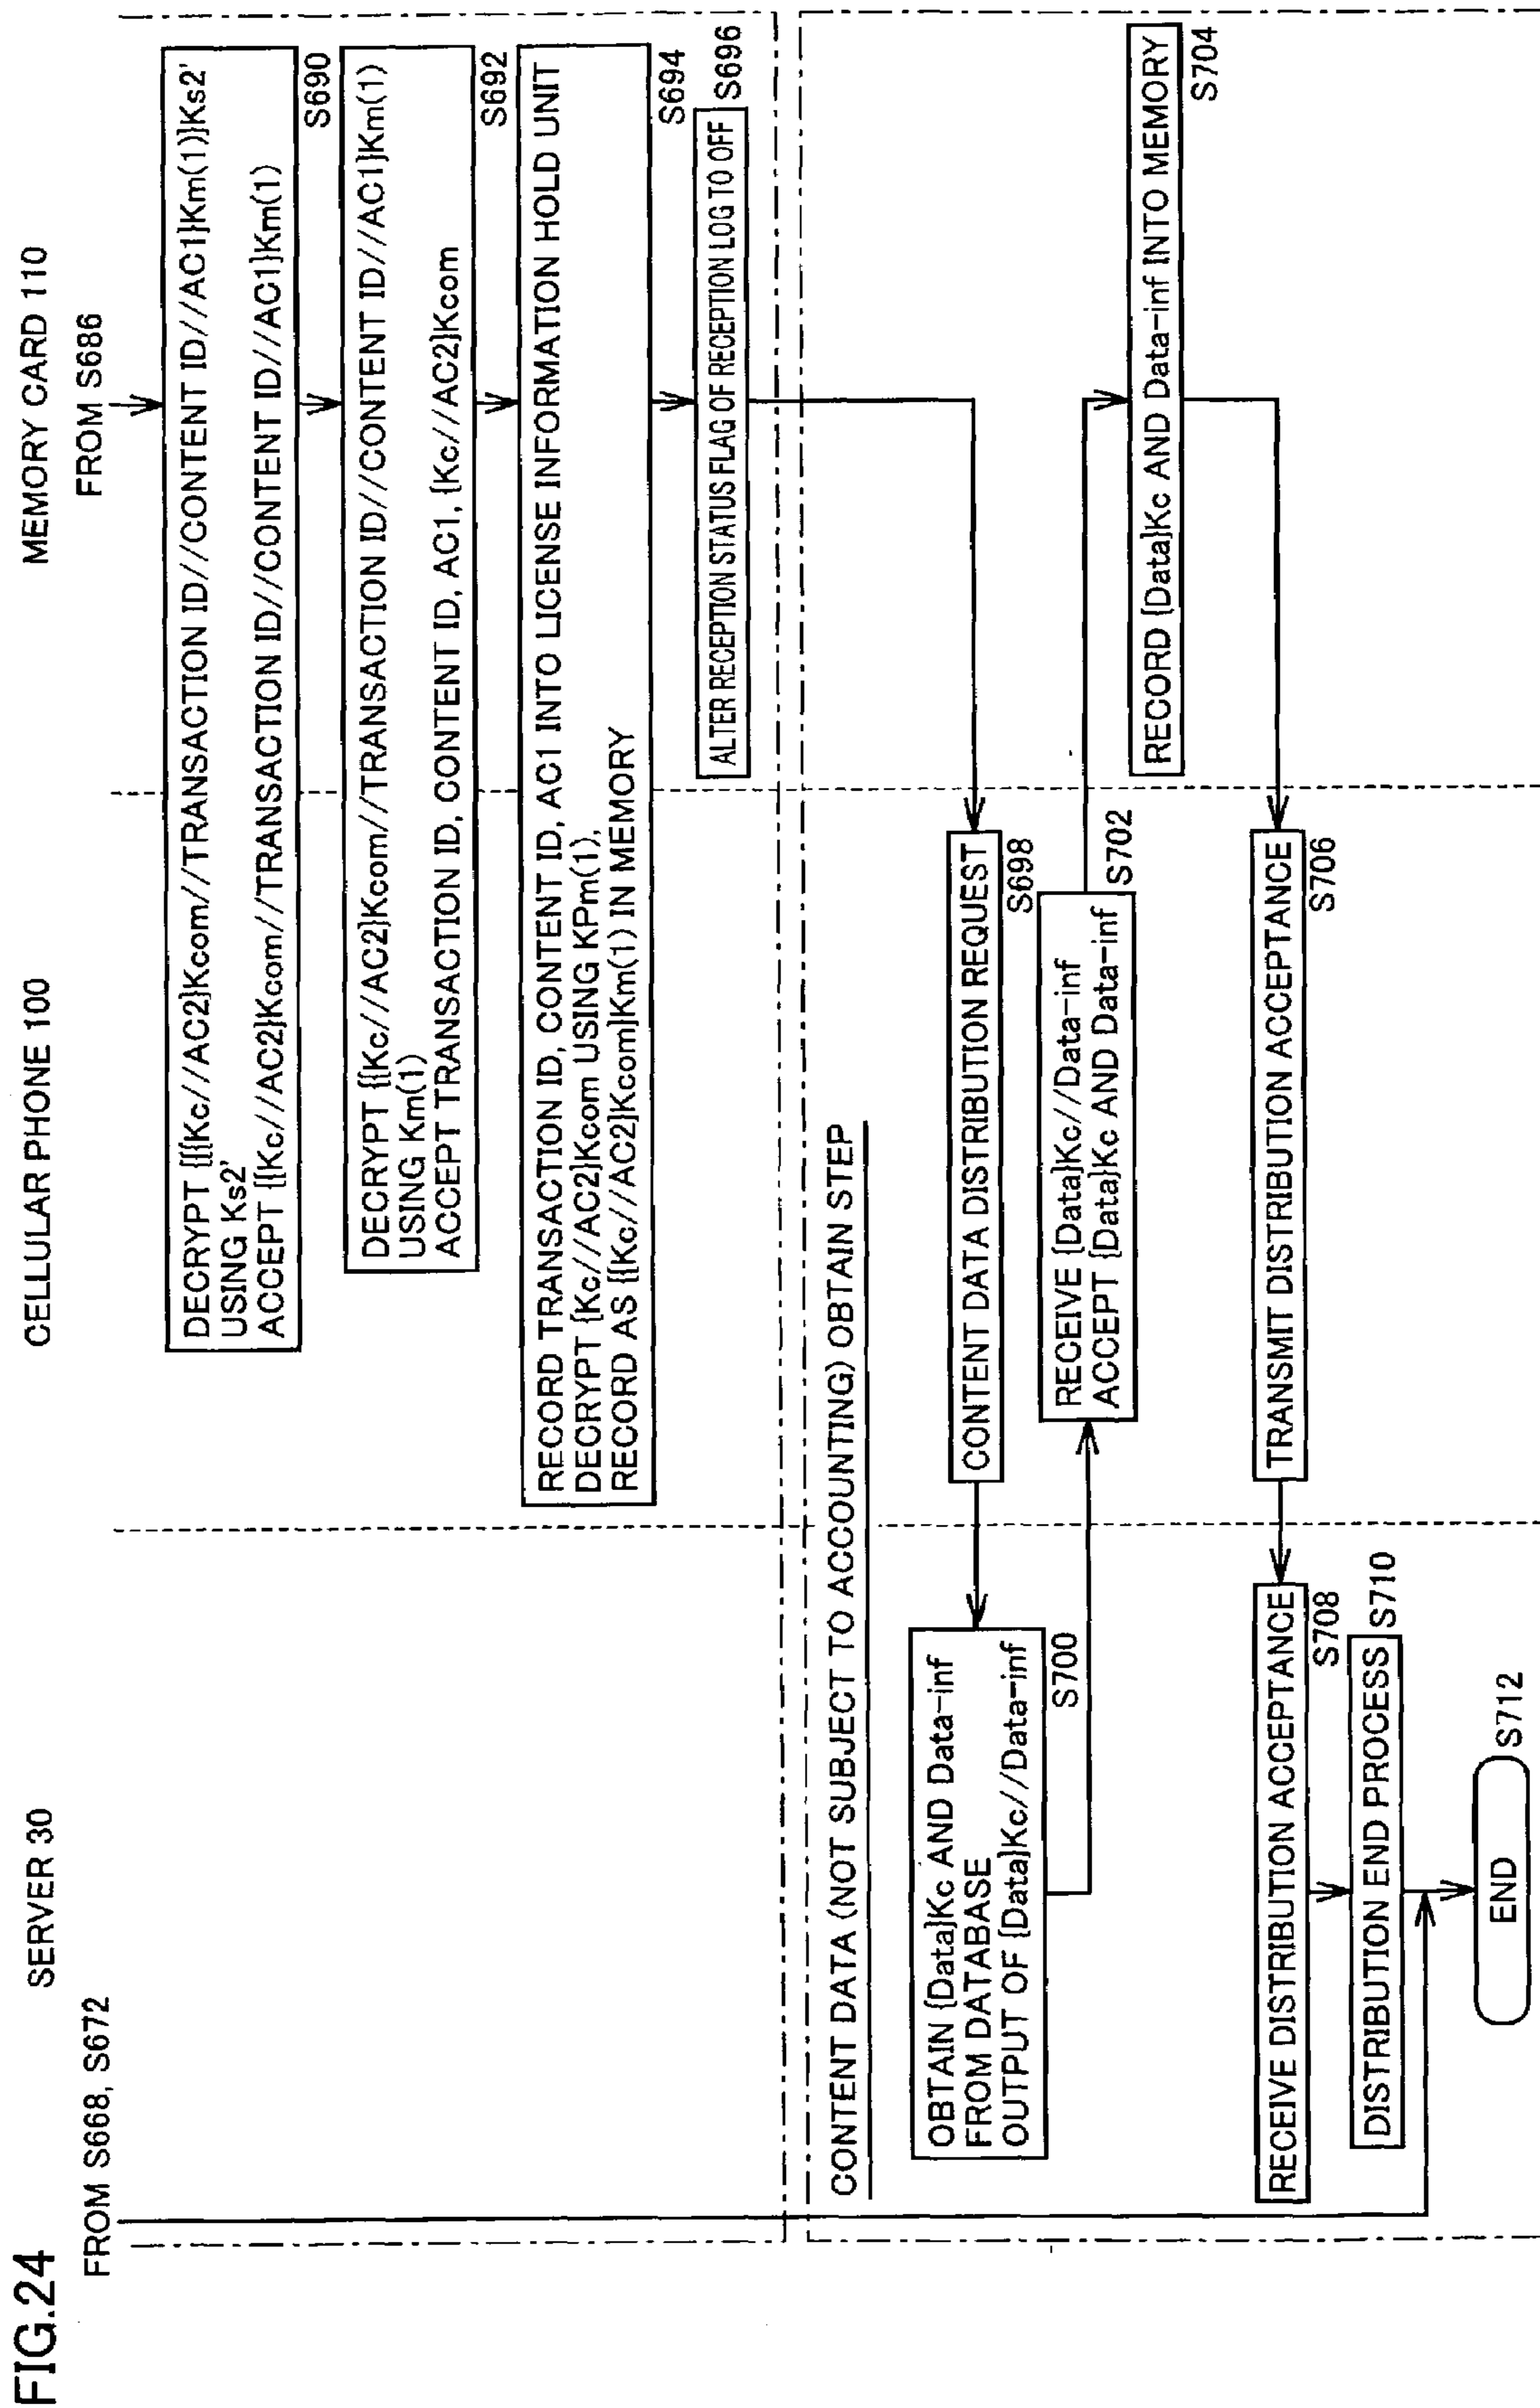 FIG.24
SERVER 30
CELLULAR PHONE 100
MEMORY CARD 110
FROM S668, S672
FROM S686
DECRYPT {{{Kc//AC2}Kcom//TRANSACTION ID//CONTENT ID//AC1}Km(1)}Ks2'
USING Ks2'
ACCEPT {{Kc//AC2}Kcom//TRANSACTION ID//CONTENT ID//AC1}Km(1)
S690
DECRYPT {{Kc//AC2}Kcom//TRANSACTION ID//CONTENT ID//AC1}Km(1)
USING Km(1)
ACCEPT TRANSACTION ID, CONTENT ID, AC1, {Kc//AC2}Kcom
S692
RECORD TRANSACTION ID, CONTENT ID, AC1 INTO LICENSE INFORMATION HOLD UNIT
DECRYPT {Kc//AC2}Kcom USING KPm(1),
RECORD AS {{Kc//AC2}Kcom}Km(1) IN MEMORY
S694
ALTER RECEPTION STATUS FLAG OF RECEPTION LOG TO OFF
S696
CONTENT DATA (NOT SUBJECT TO ACCOUNTING) OBTAIN STEP
CONTENT DATA DISTRIBUTION REQUEST
S698
OBTAIN {Data}Kc AND Data-inf
FROM DATABASE
OUTPUT OF {Data}Kc//Data-inf
S700
RECEIVE {Data}Kc//Data-inf
ACCEPT {Data}Kc AND Data-inf
S702
RECORD {Data}Kc AND Data-inf INTO MEMORY
S704
TRANSMIT DISTRIBUTION ACCEPTANCE
S706
RECEIVE DISTRIBUTION ACCEPTANCE
S708
DISTRIBUTION END PROCESS
S710
END
S712